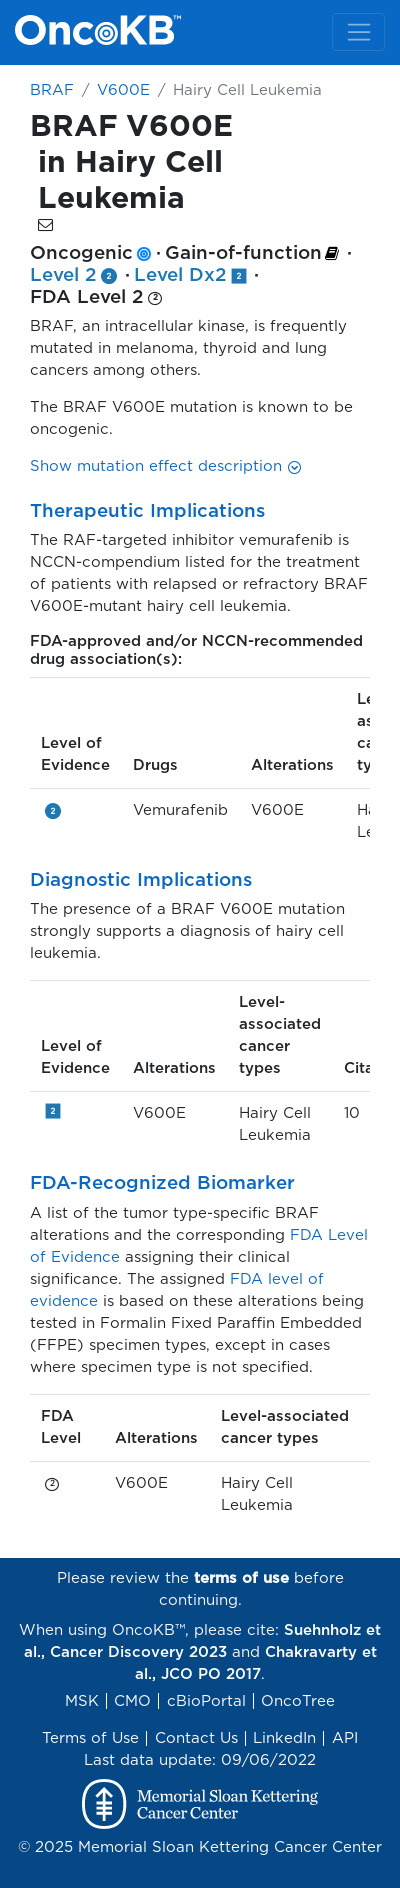 OncoKB™
BRAF / V600E / Hairy Cell Leukemia
BRAF V600E
in Hairy Cell
Leukemia
Oncogenic · Gain-of-function ·
Level 2 2 · Level Dx2 2 ·
FDA Level 2 2
BRAF, an intracellular kinase, is frequently
mutated in melanoma, thyroid and lung
cancers among others.
The BRAF V600E mutation is known to be
oncogenic.
Show mutation effect description
Therapeutic Implications
The RAF-targeted inhibitor vemurafenib is
NCCN-compendium listed for the treatment
of patients with relapsed or refractory BRAF
V600E-mutant hairy cell leukemia.
FDA-approved and/or NCCN-recommended
drug association(s):
Level of
Evidence Drugs Alterations
2 Vemurafenib V600E
Diagnostic Implications
The presence of a BRAF V600E mutation
strongly supports a diagnosis of hairy cell
leukemia.
Level of
Evidence Alterations Level-
associated
cancer
types Cita
2 V600E Hairy Cell 10
Leukemia
FDA-Recognized Biomarker
A list of the tumor type-specific BRAF
alterations and the corresponding FDA Level
of Evidence assigning their clinical
significance. The assigned FDA level of
evidence is based on these alterations being
tested in Formalin Fixed Paraffin Embedded
(FFPE) specimen types, except in cases
where specimen type is not specified.
FDA
Level Alterations Level-associated
cancer types
2 V600E Hairy Cell
Leukemia
Please review the terms of use before
continuing.
When using OncoKB™, please cite: Suehnholz et
al., Cancer Discovery 2023 and Chakravarty et
al., JCO PO 2017.
MSK | CMO | cBioPortal | OncoTree
Terms of Use | Contact Us | LinkedIn | API
Last data update: 09/06/2022
Memorial Sloan Kettering
Cancer Center
© 2025 Memorial Sloan Kettering Cancer Center